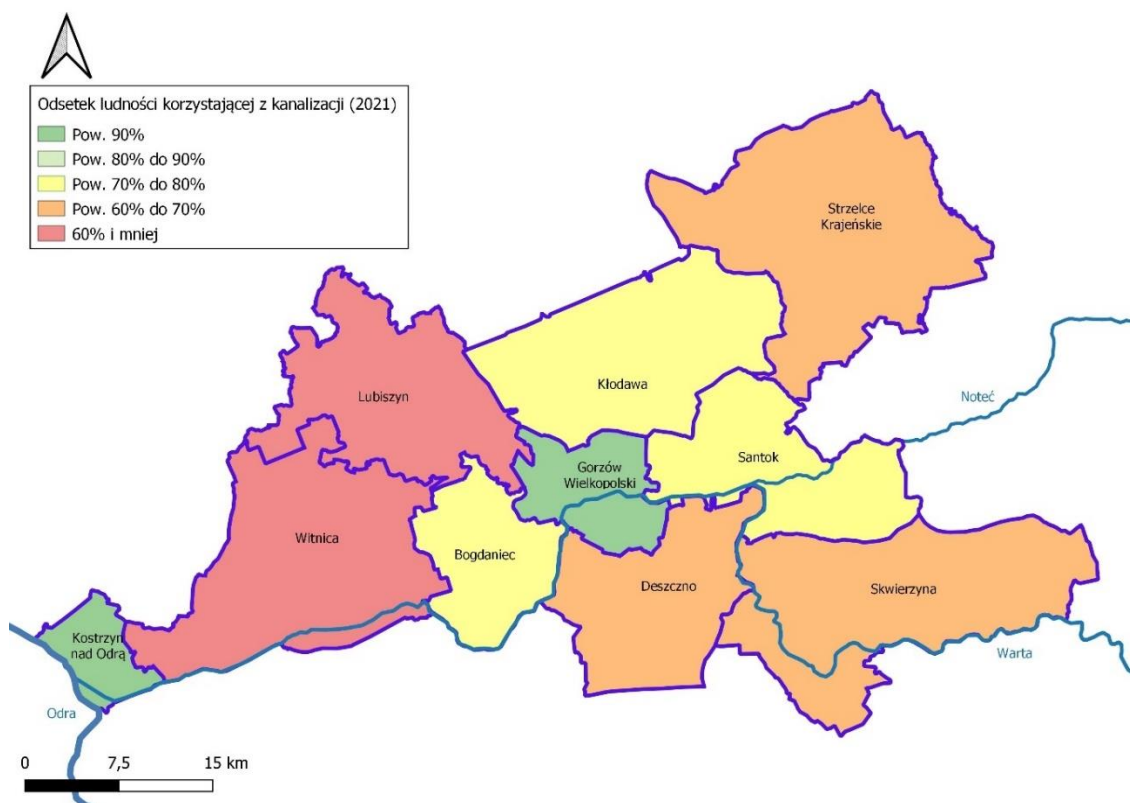 Odsetek ludności korzystającej z kanalizacji (2021)
Pow. 90%
Pow. 80% do 90%
Pow. 70% do 80%
Pow. 60% do 70%
60% i mniej
Strzelce
Krajeńskie
Kłodawa
Lubiszyn
Noteć
Santok
Gorzów
Wielkopolski
Witnica
Bogdaniec
Deszczno
Skwierzyna
Kostrzyn
nad Odrą
Warta
Odra
0 7,5 15 km